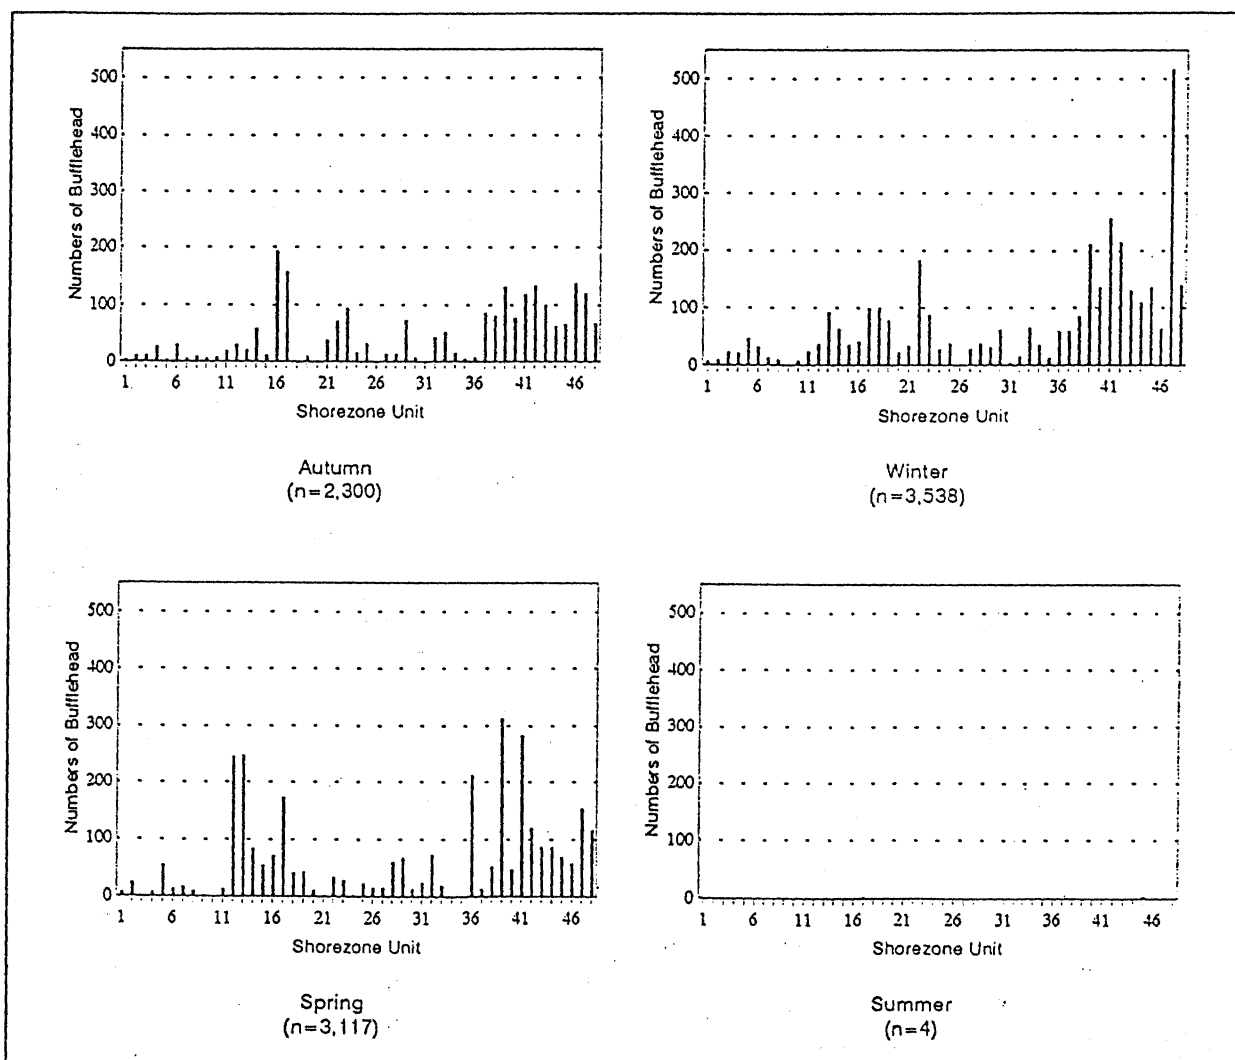 500
400
300
200
100
0
Numbers of Bufflehead
1 6 11 16 21 26 31 36 41 46
Shorezone Unit
Autumn
(n=2,300)
500
400
300
200
100
0
Numbers of Bufflehead
1 6 11 16 21 26 31 36 41 46
Shorezone Unit
Winter
(n=3,538)
500
400
300
200
100
0
Numbers of Bufflehead
1 6 11 16 21 26 31 36 41 46
Shorezone Unit
Spring
(n=3,117)
500
400
300
200
100
0
Numbers of Bufflehead
1 6 11 16 21 26 31 36 41 46
Shorezone Unit
Summer
(n=4)